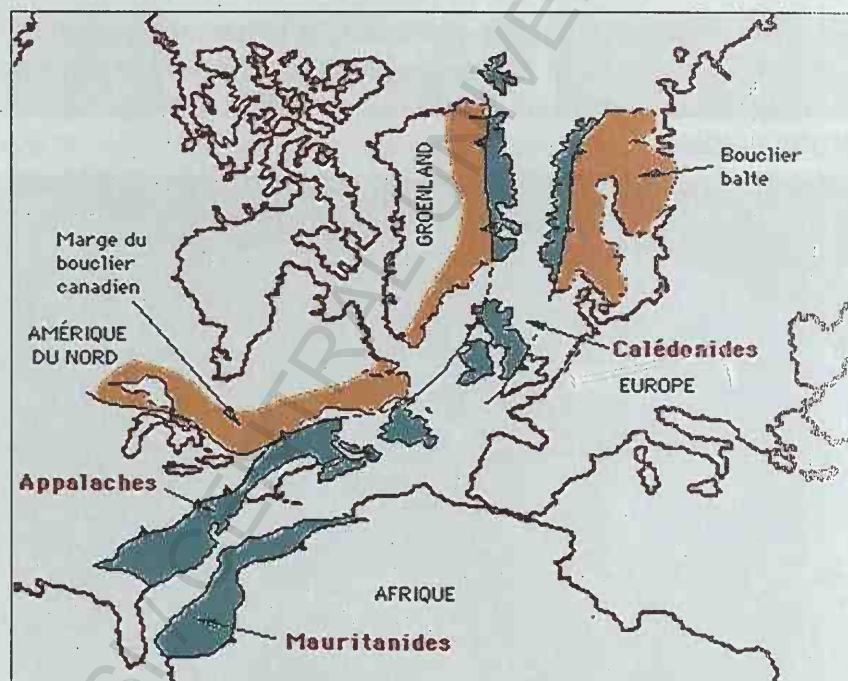 GROENLAND
Bouclier
balte
Marge du
bouclier
canadien
AMÉRIQUE
DU NORD
Calédonides
EUROPE
Appalaches
AFRIQUE
Mauritanides